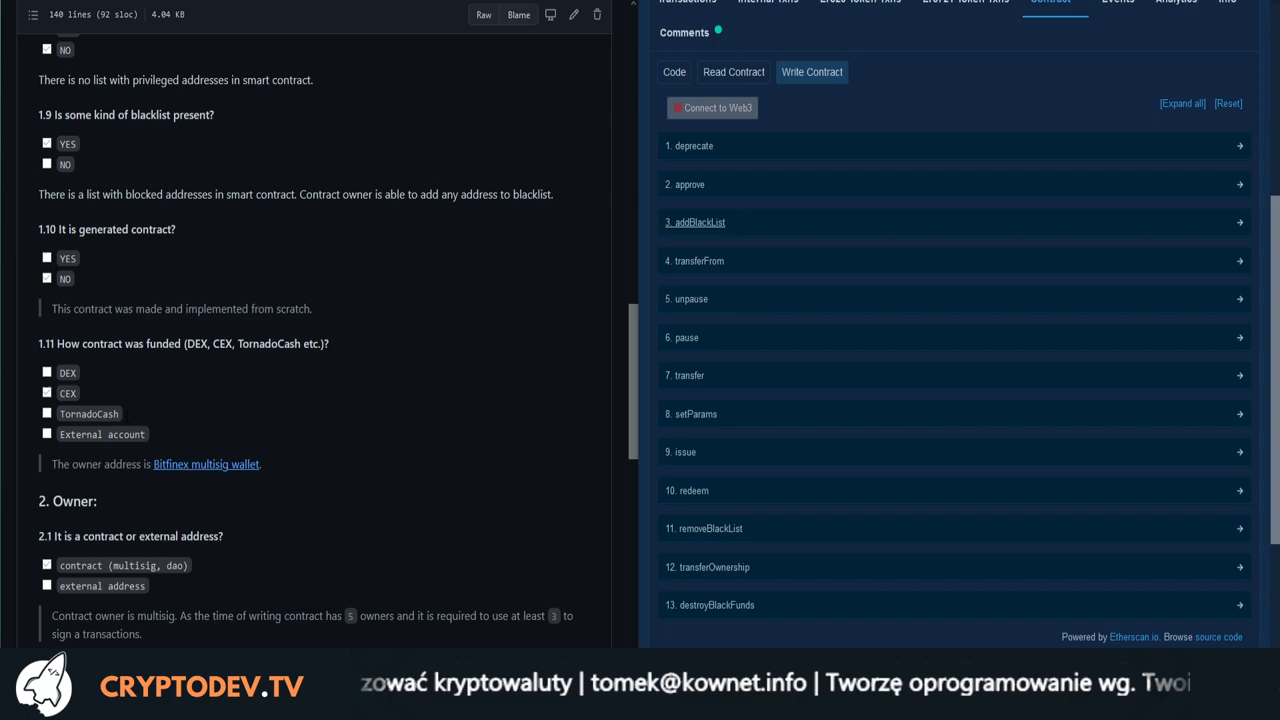 140 lines (92 sloc) 4.04 KB
Raw Blame
NO
There is no list with privileged addresses in smart contract.
1.9 Is some kind of blacklist present?
YES
NO
There is a list with blocked addresses in smart contract. Contract owner is able to add any address to blacklist.
1.10 It is generated contract?
YES
NO
This contract was made and implemented from scratch.
1.11 How contract was funded (DEX, CEX, TornadoCash etc.)?
DEX
CEX
TornadoCash
External account
The owner address is Bitfinex multisig wallet.
2. Owner:
2.1 It is a contract or external address?
contract (multisig, dao)
external address
Contract owner is multisig. As the time of writing contract has 5 owners and it is required to use at least 3 to
sign a transactions.
Transactions Internal Txns Erc20 Token Txns Erc721 Token Txns Contract Events Analytics Info
Comments
Code Read Contract Write Contract
Connect to Web3 [Expand all] [Reset]
1. deprecate
2. approve
3. addBlackList
4. transferFrom
5. unpause
6. pause
7. transfer
8. setParams
9. issue
10. redeem
11. removeBlackList
12. transferOwnership
13. destroyBlackFunds
Powered by Etherscan.io. Browse source code
CRYPTODEV.TV
zować kryptowaluty | tomek@kownet.info | Tworzę oprogramowanie wg. Twoi